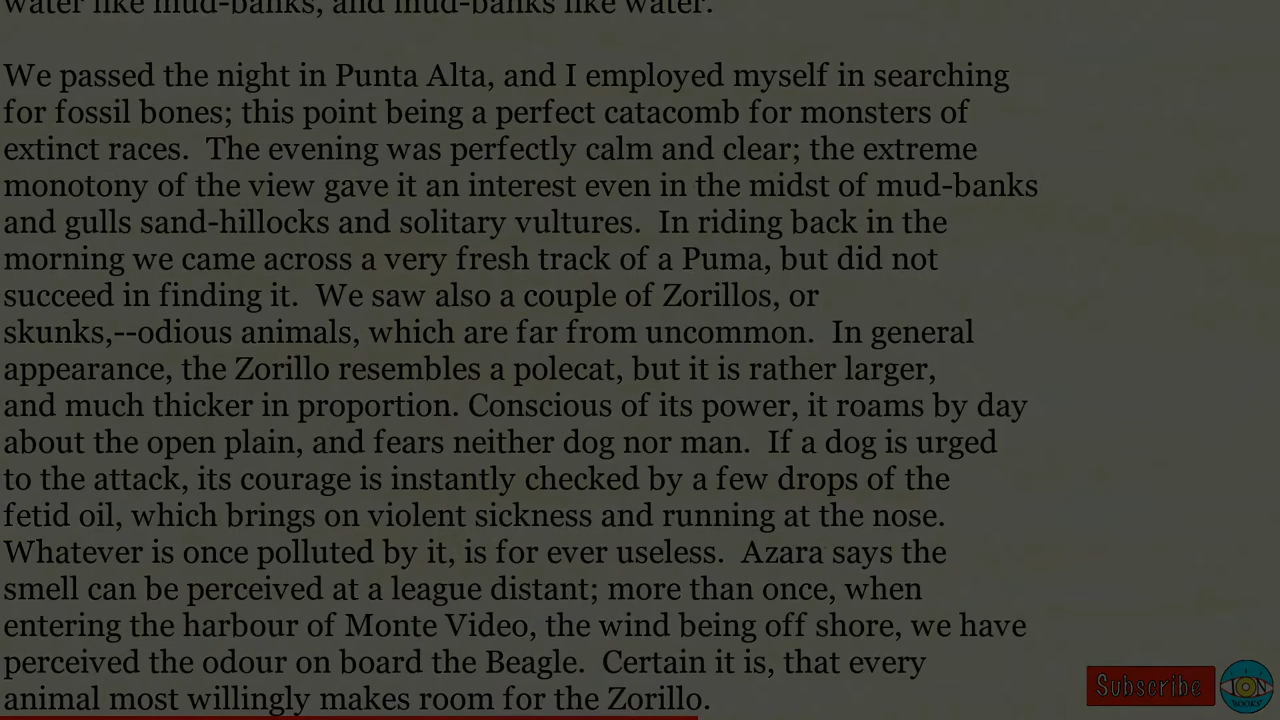 water like mud-banks, and mud-banks like water.
We passed the night in Punta Alta, and I employed myself in searching
for fossil bones; this point being a perfect catacomb for monsters of
extinct races.  The evening was perfectly calm and clear; the extreme
monotony of the view gave it an interest even in the midst of mud-banks
and gulls sand-hillocks and solitary vultures.  In riding back in the
morning we came across a very fresh track of a Puma, but did not
succeed in finding it.  We saw also a couple of Zorillos, or
skunks,--odious animals, which are far from uncommon.  In general
appearance, the Zorillo resembles a polecat, but it is rather larger,
and much thicker in proportion. Conscious of its power, it roams by day
about the open plain, and fears neither dog nor man.  If a dog is urged
to the attack, its courage is instantly checked by a few drops of the
fetid oil, which brings on violent sickness and running at the nose.
Whatever is once polluted by it, is for ever useless.  Azara says the
smell can be perceived at a league distant; more than once, when
entering the harbour of Monte Video, the wind being off shore, we have
perceived the odour on board the Beagle.  Certain it is, that every
animal most willingly makes room for the Zorillo.
Subscribe
ION
BOOKS